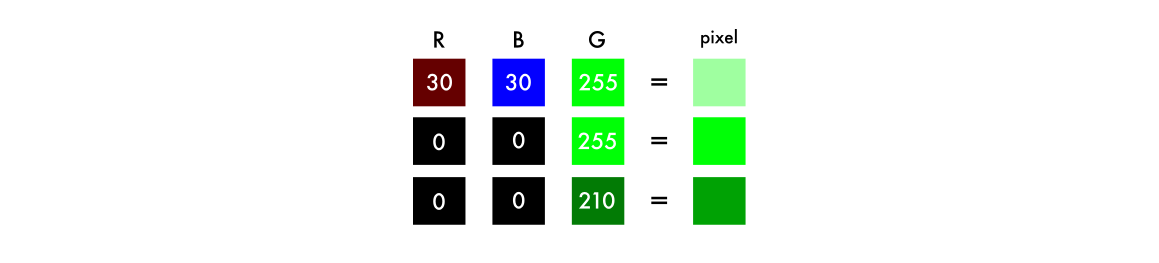 R B G pixel
30 30 255 =
0 0 255 =
0 0 210 =